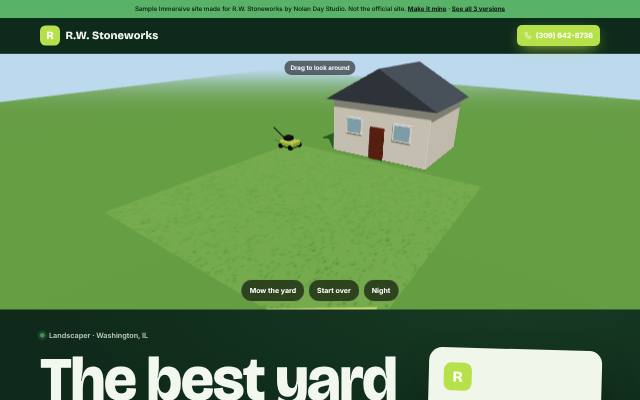 Sample Immersive site made for R.W. Stoneworks by Nolan Day Studio. Not the official site. Make it mine · See all 3 versions
R R.W. Stoneworks
(309) 642-8736
Drag to look around
Mow the yard Start over Night
Landscaper · Washington, IL
The best yard
R